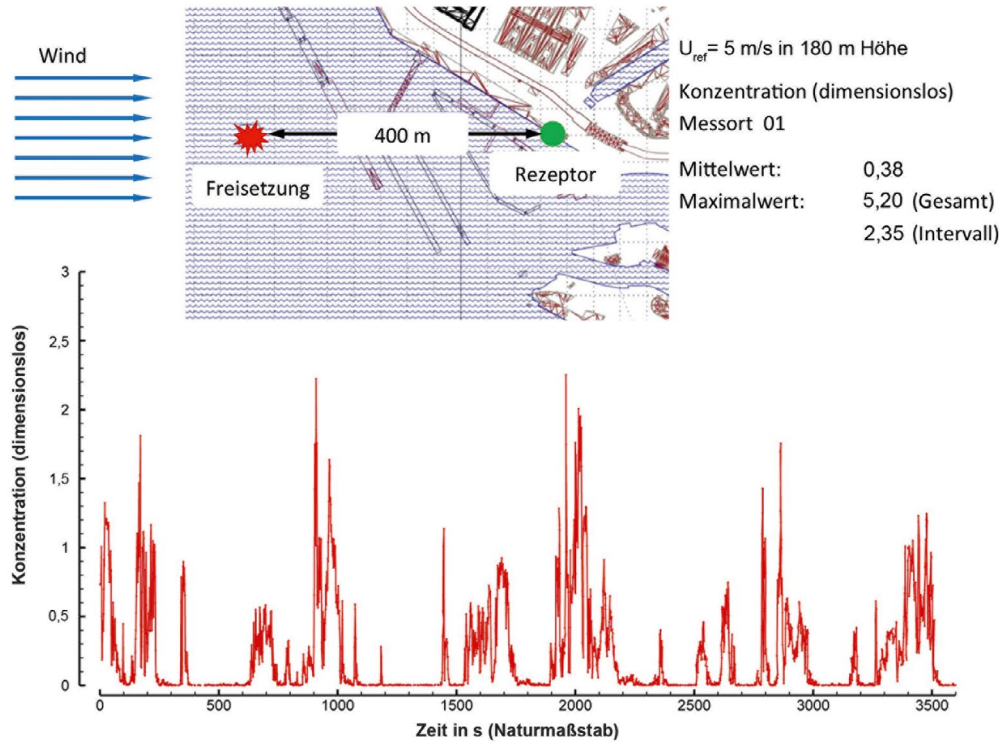 Wind
400 m
Freisetzung
Rezeptor
U_ref= 5 m/s in 180 m Höhe
Konzentration (dimensionslos)
Messort 01
Mittelwert: 0,38
Maximalwert: 5,20 (Gesamt)
2,35 (Intervall)
Konzentration (dimensionslos)
3
2,5
2
1,5
1
0,5
0
0 500 1000 1500 2000 2500 3000 3500
Zeit in s (Naturmaßstab)